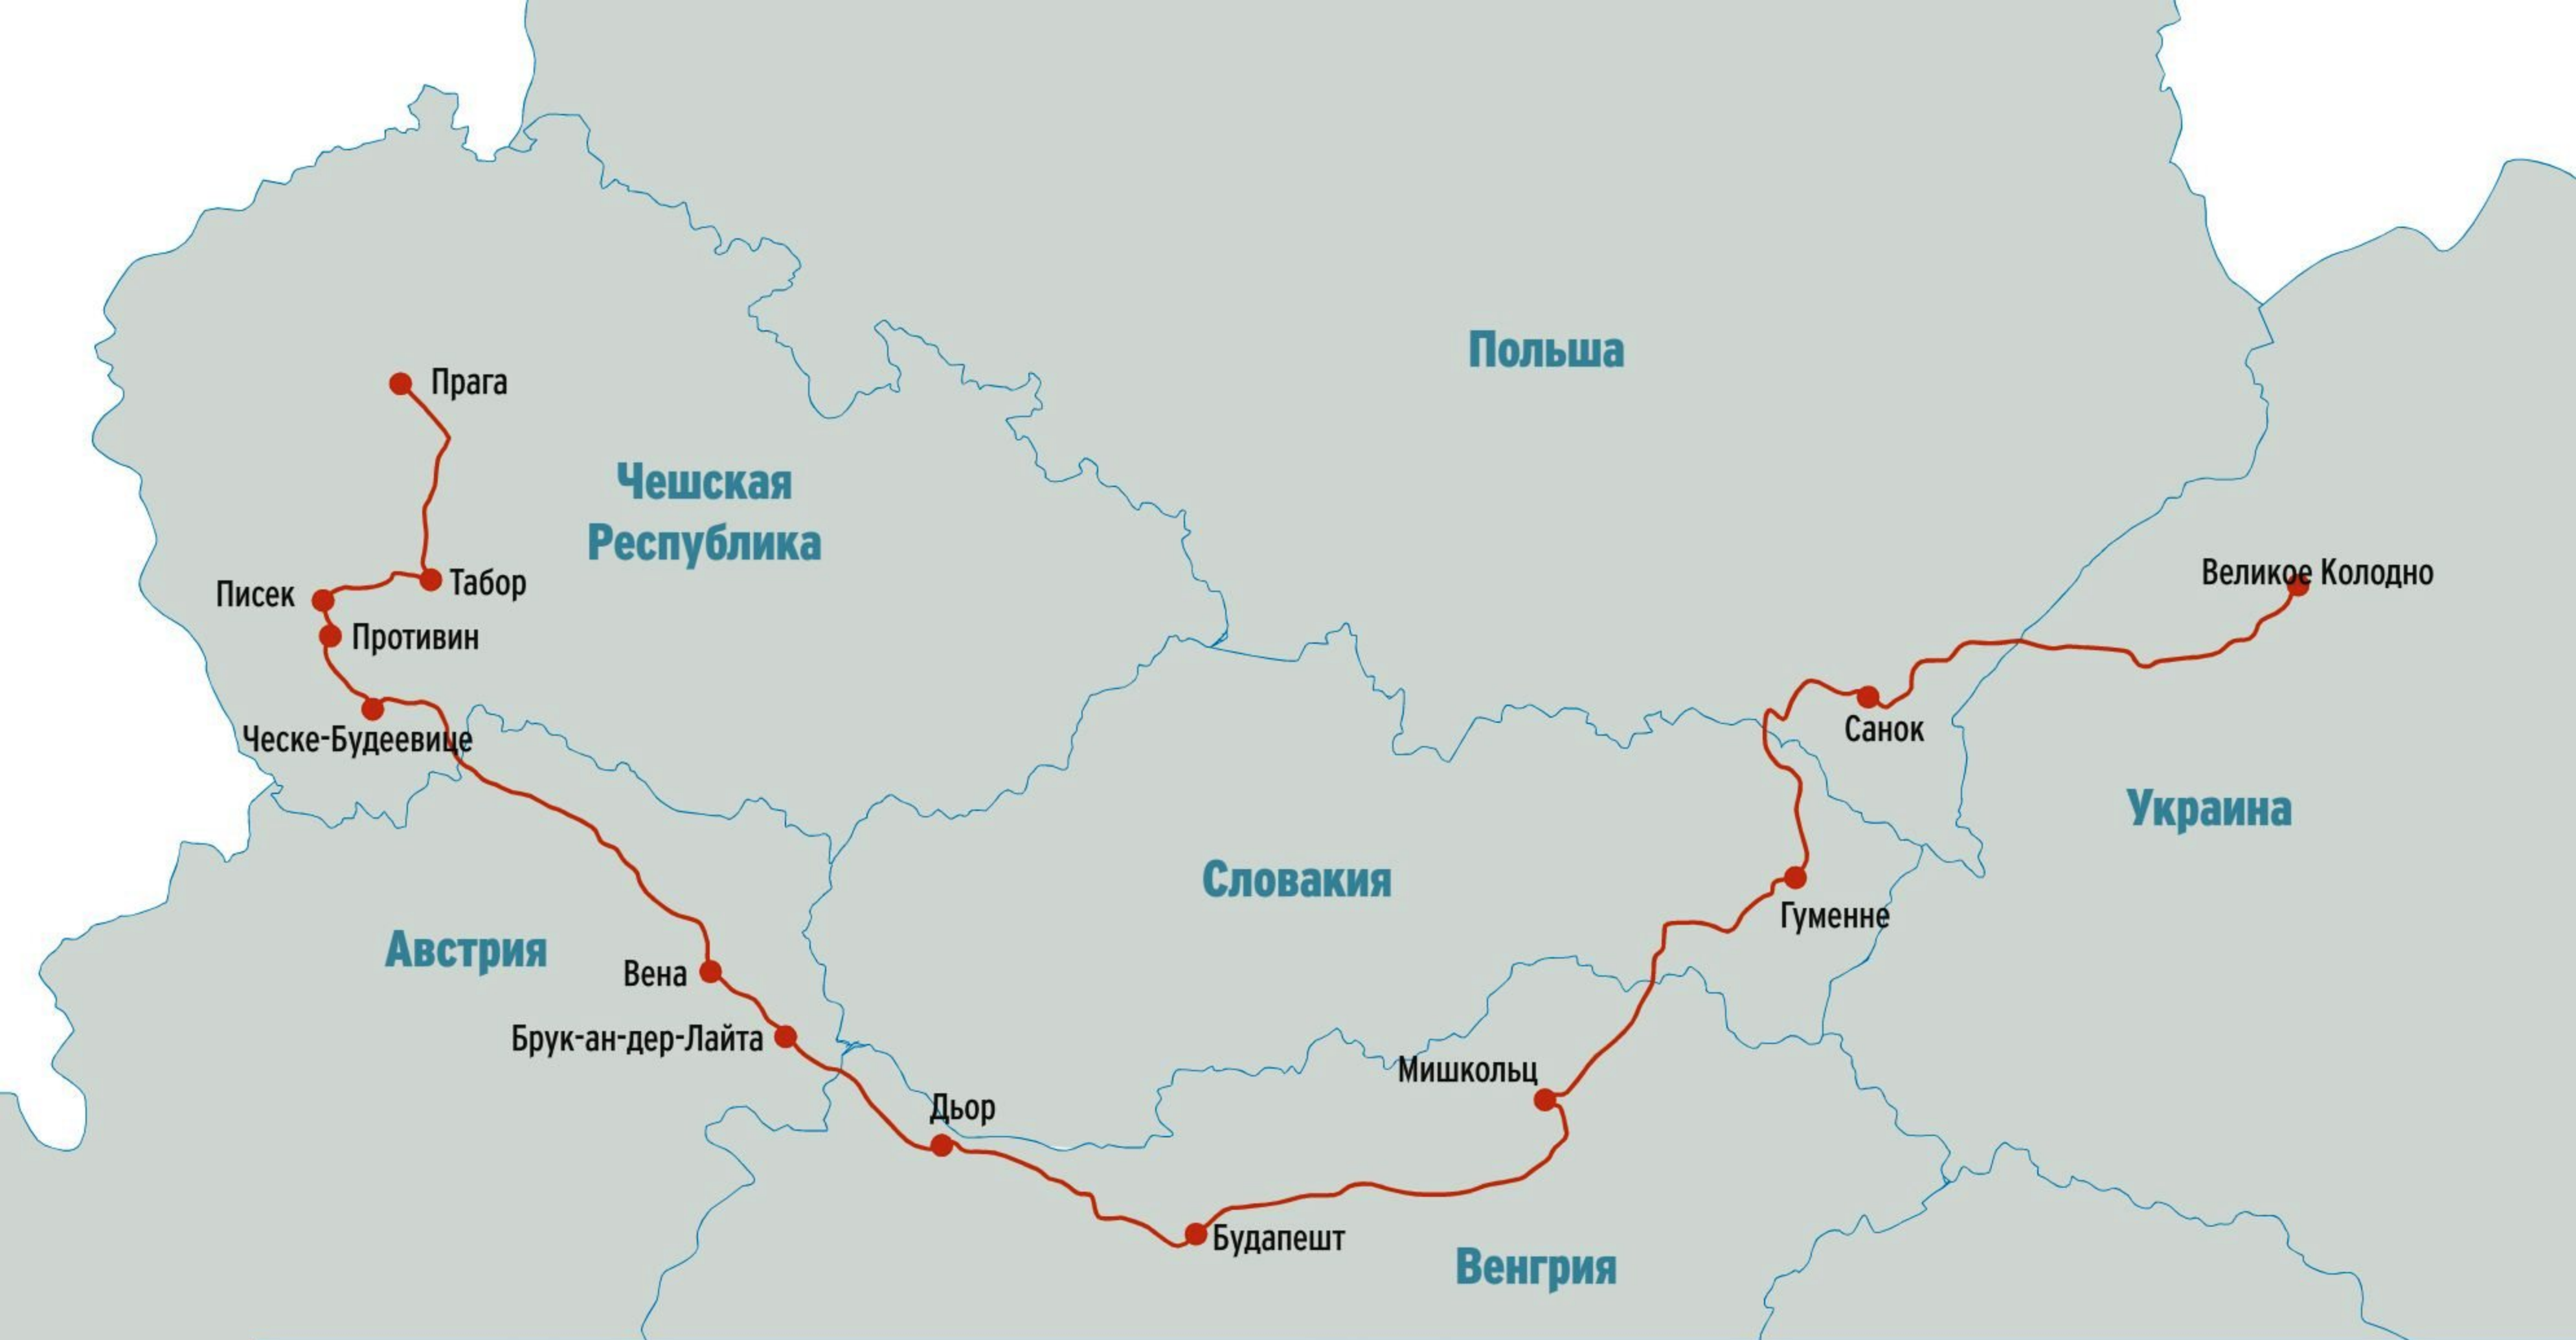 Польша
Прага
Чешская
Республика
Великое Колодно
Табор
Писек
Противин
Санок
Ческе-Будеевице
Украина
Словакия
Гуменне
Австрия
Вена
Брук-ан-дер-Лайта
Мишкольц
Дьор
Будапешт
Венгрия